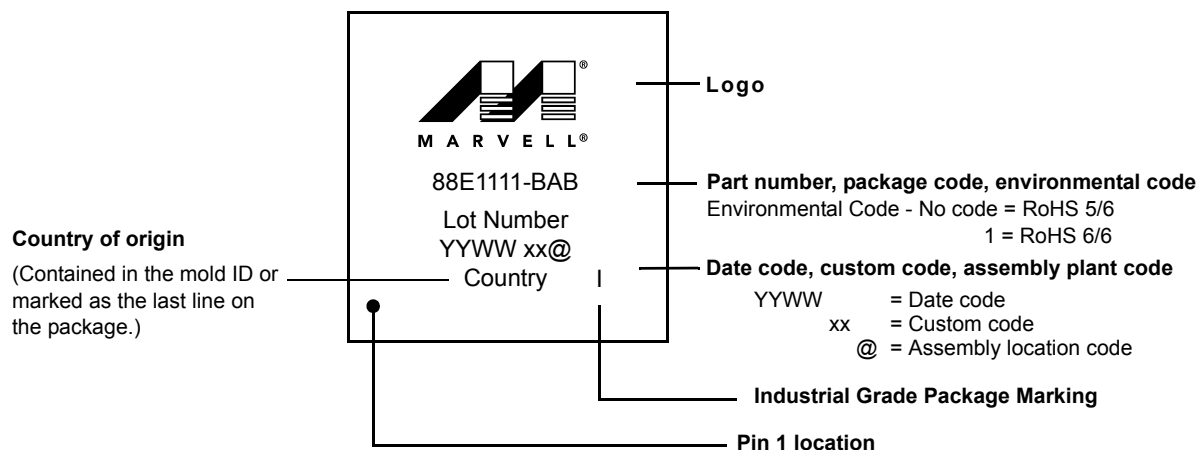 ®
MARVELL®
Logo
88E1111-BAB
Part number, package code, environmental code
Environmental Code - No code = RoHS 5/6
1 = RoHS 6/6
Lot Number
YYWW xx@
Country I
Country of origin
(Contained in the mold ID or
marked as the last line on
the package.)
Date code, custom code, assembly plant code
YYWW = Date code
xx = Custom code
@ = Assembly location code
Industrial Grade Package Marking
Pin 1 location